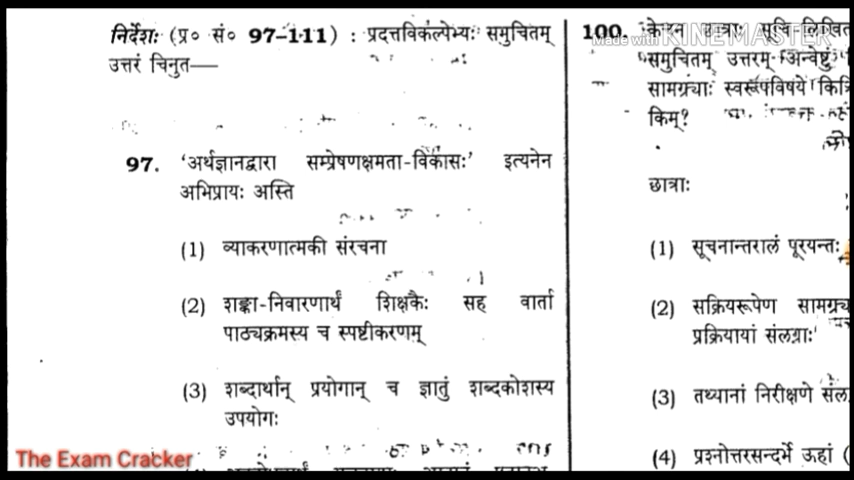 निर्देशः (प्र० सं० 97–111) : प्रदत्तविकल्पेभ्यः समुचितम्
उत्तरं चिनुत—
97. 'अर्थज्ञानद्वारा सम्प्रेषणक्षमता-विकासः' इत्यनेन
अभिप्रायः अस्ति
(1) व्याकरणात्मकी संरचना
(2) शङ्का-निवारणार्थं शिक्षकैः सह वार्ता
पाठ्यक्रमस्य च स्पष्टीकरणम्
(3) शब्दार्थान् प्रयोगान् च ज्ञातुं शब्दकोशस्य
उपयोगः
The Exam Cracker
100. केचन छात्राः सूचि
Made with KINEMASTER
समुचितम् उत्तरम् अन्वेष्टुं
सामग्र्याः स्वरूपविषये
किम्?
छात्राः
(1) सूचनान्तरालं पूरयन्तः
(2) सक्रियरूपेण
प्रक्रियायां संलग्नाः
(3) तथ्यानां निरीक्षणे
(4) प्रश्नोत्तरसन्दर्भे ऊहां